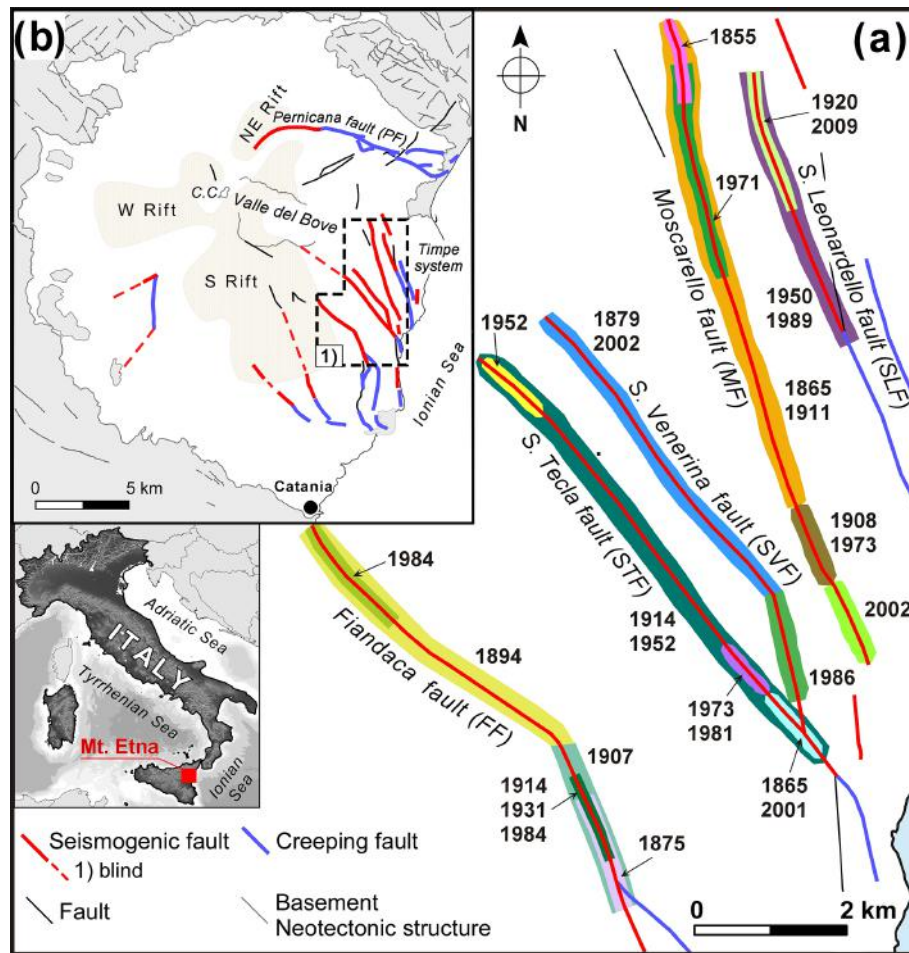 (b)
NE Rift
Pernicana fault (PF)
C.C.
W Rift
Valle del Bove
S Rift
Timpe
system
1)
Ionian Sea
0
5 km
Catania
(a)
N
1855
1920
2009
S. Leonardello fault (SLF)
1971
Moscarello fault (MF)
1950
1989
1952
1879
2002
S. Venerina fault (SVF)
1865
1911
S. Tecla fault (STF)
1908
1973
1984
2002
1914
1952
Fiandaca fault (FF)
1894
1986
1973
1981
1907
1914
1931
1984
1865
2001
1875
0
2 km
Adriatic Sea
ITALY
Tyrrhenian Sea
Mt. Etna
Ionian
Sea
Seismogenic fault
1) blind
Creeping fault
Fault
Basement
Neotectonic structure